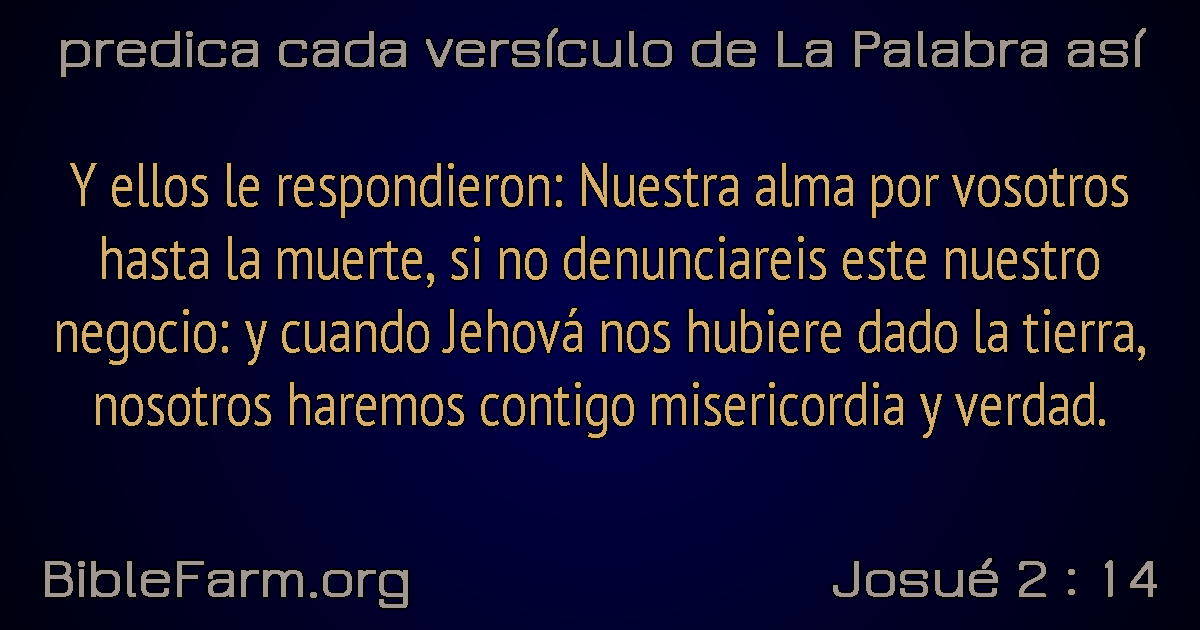 predica cada versículo de La Palabra así
Y ellos le respondieron: Nuestra alma por vosotros
hasta la muerte, si no denunciareis este nuestro
negocio: y cuando Jehová nos hubiere dado la tierra,
nosotros haremos contigo misericordia y verdad.
BibleFarm.org
Josué 2 : 14